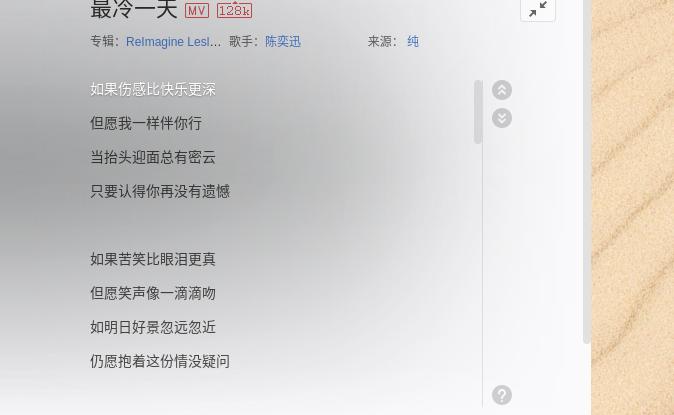 最冷一天 MV 128k
专辑：ReImagine Lesl... 歌手：陈奕迅 来源： 纯
如果伤感比快乐更深
但愿我一样伴你行
当抬头迎面总有密云
只要认得你再没有遗憾
如果苦笑比眼泪更真
但愿笑声像一滴滴吻
如明日好景忽远忽近
仍愿抱着这份情没疑问